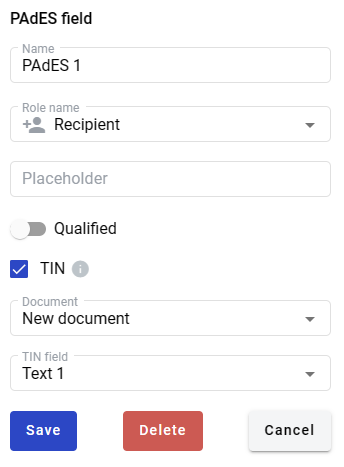 PAdES field
Name
PAdES 1
Role name
Recipient
Placeholder
Qualified
TIN
Document
New document
TIN field
Text 1
Save Delete Cancel